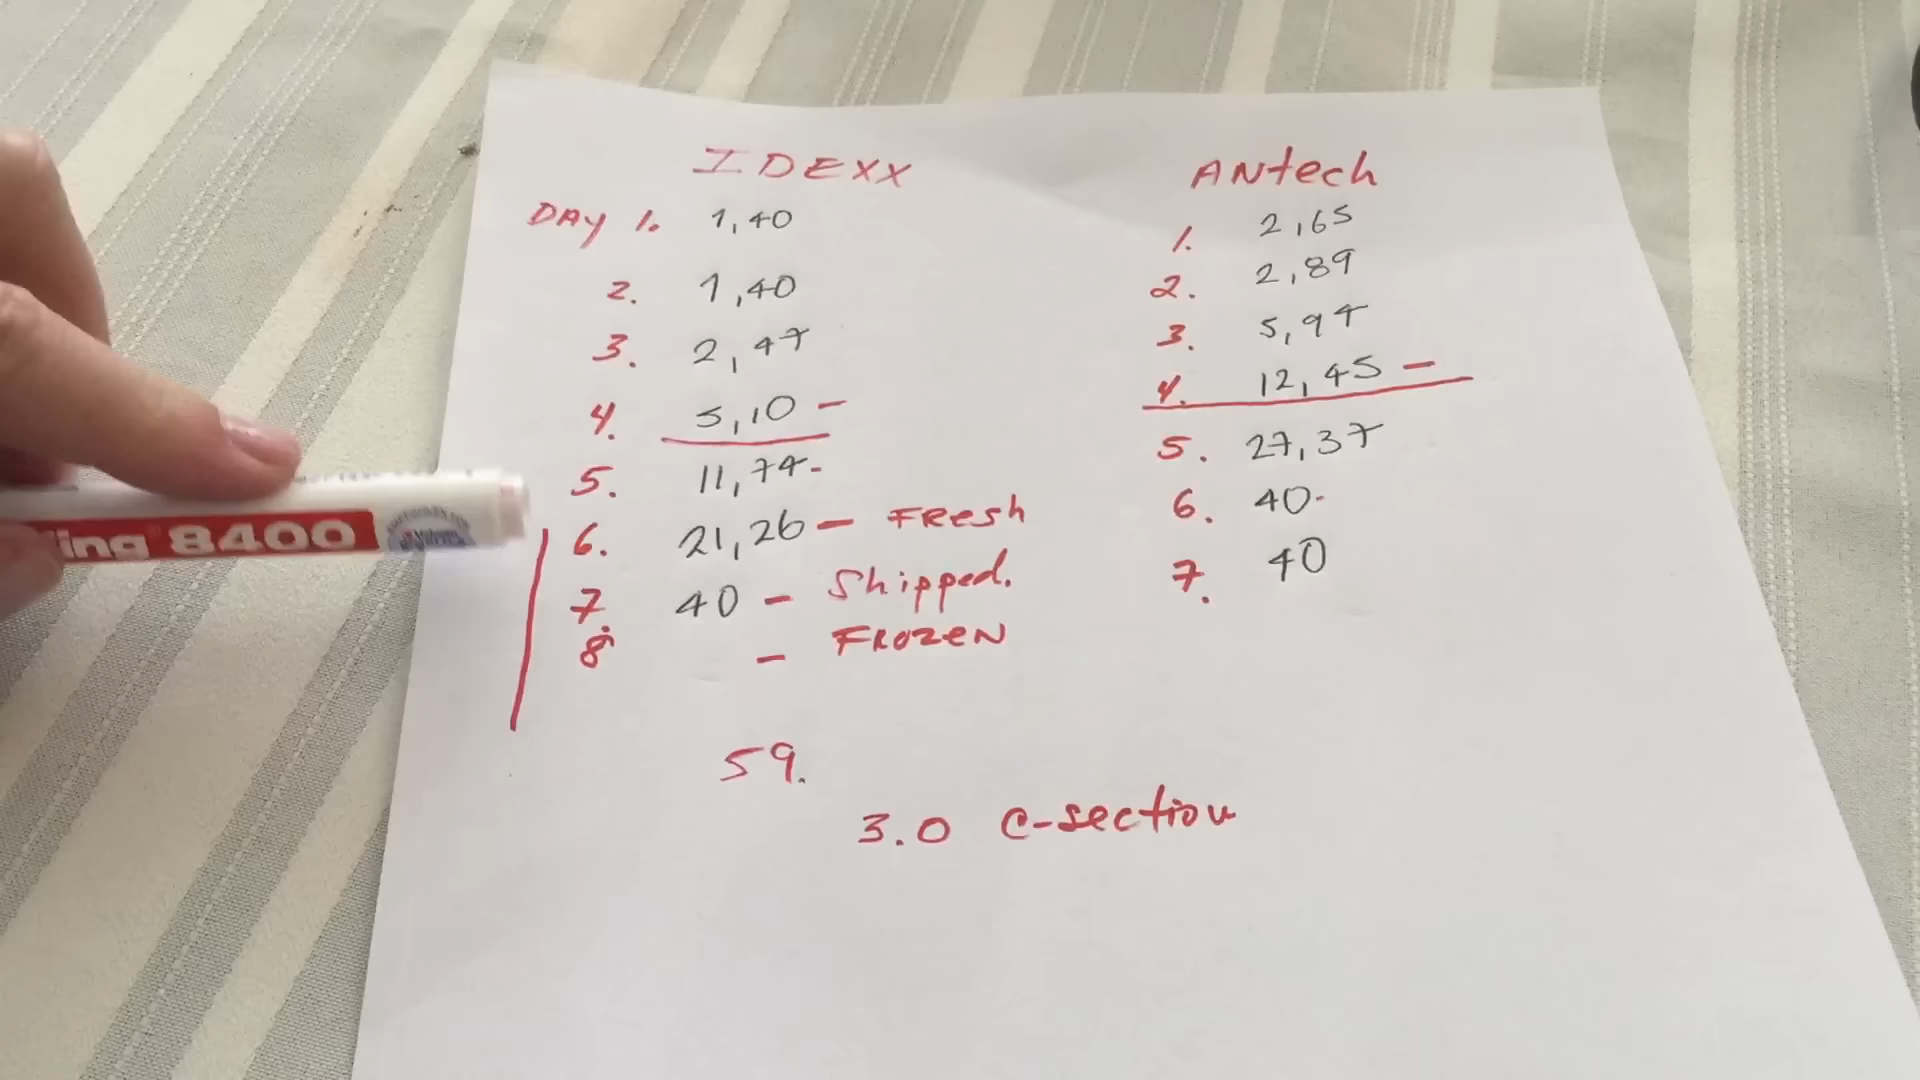 IDEXX
DAY 1. 1,40
2. 1,40
3. 2,47
4. 5,10 -
5. 11,74-
6. 21,26 - FResh
7. 40 - Shipped.
8 - FROZEN
59.
3.0 C-section
ANtech
1. 2,65
2. 2,89
3. 5,94
4. 12,45 -
5. 27,37
6. 40-
7. 40
ing 8400